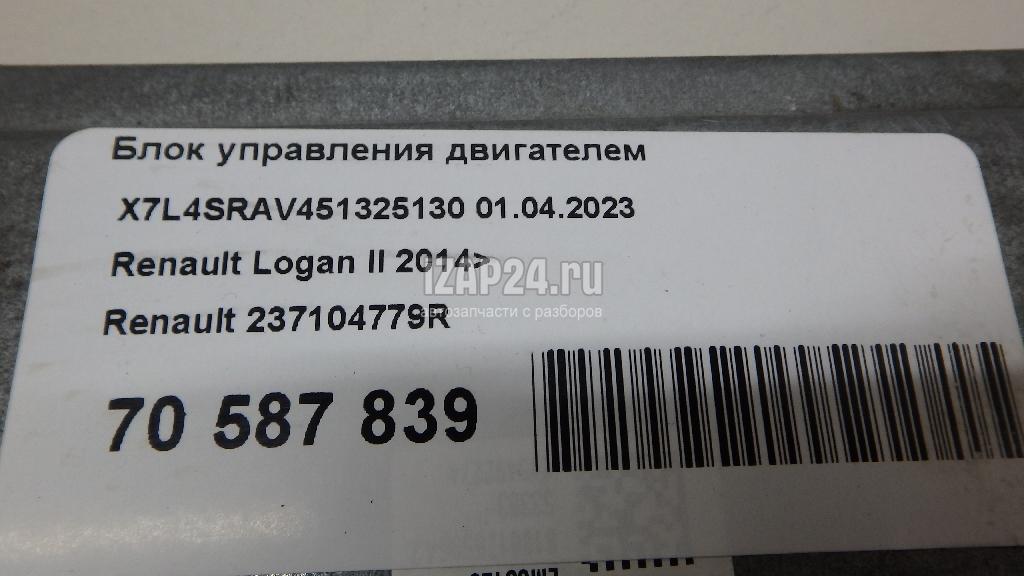 Блок управления двигателем
X7L4SRAV451325130 01.04.2023
Renault Logan II 2014>
IZAP24.ru
автозапчасти с разборов
Renault 237104779R
70 587 839